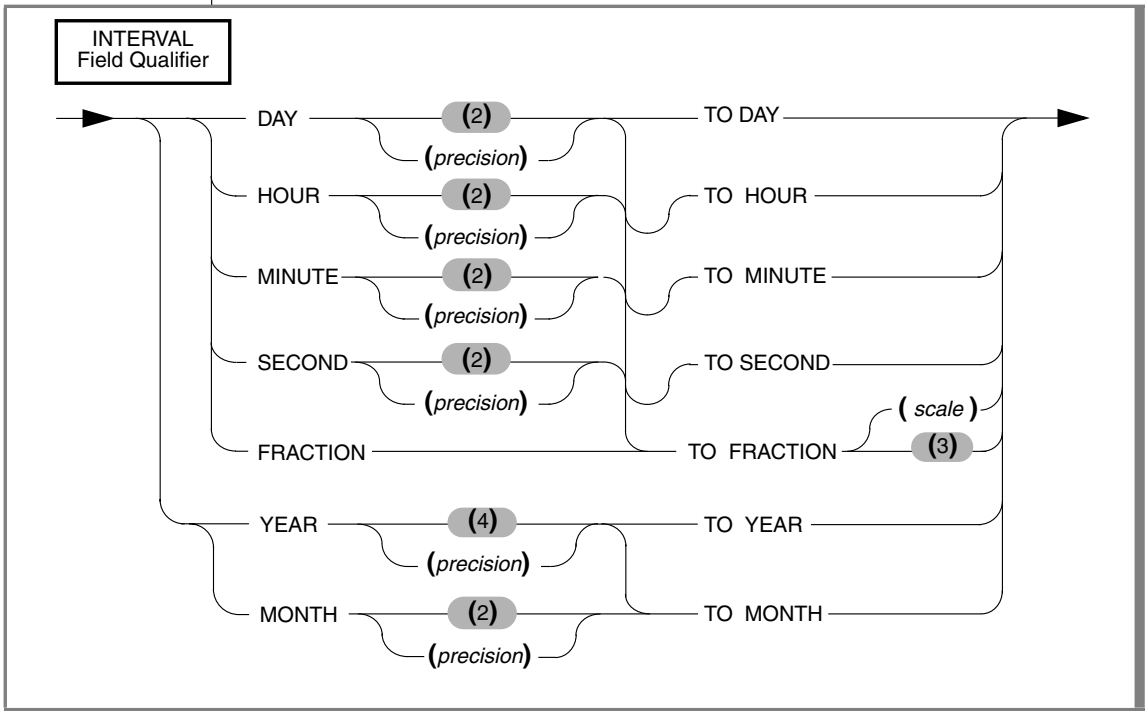 INTERVAL
Field Qualifier
DAY (2) TO DAY
(precision)
HOUR (2) TO HOUR
(precision)
MINUTE (2) TO MINUTE
(precision)
SECOND (2) TO SECOND
(precision)
( scale )
FRACTION TO FRACTION (3)
YEAR (4) TO YEAR
(precision)
MONTH (2) TO MONTH
(precision)